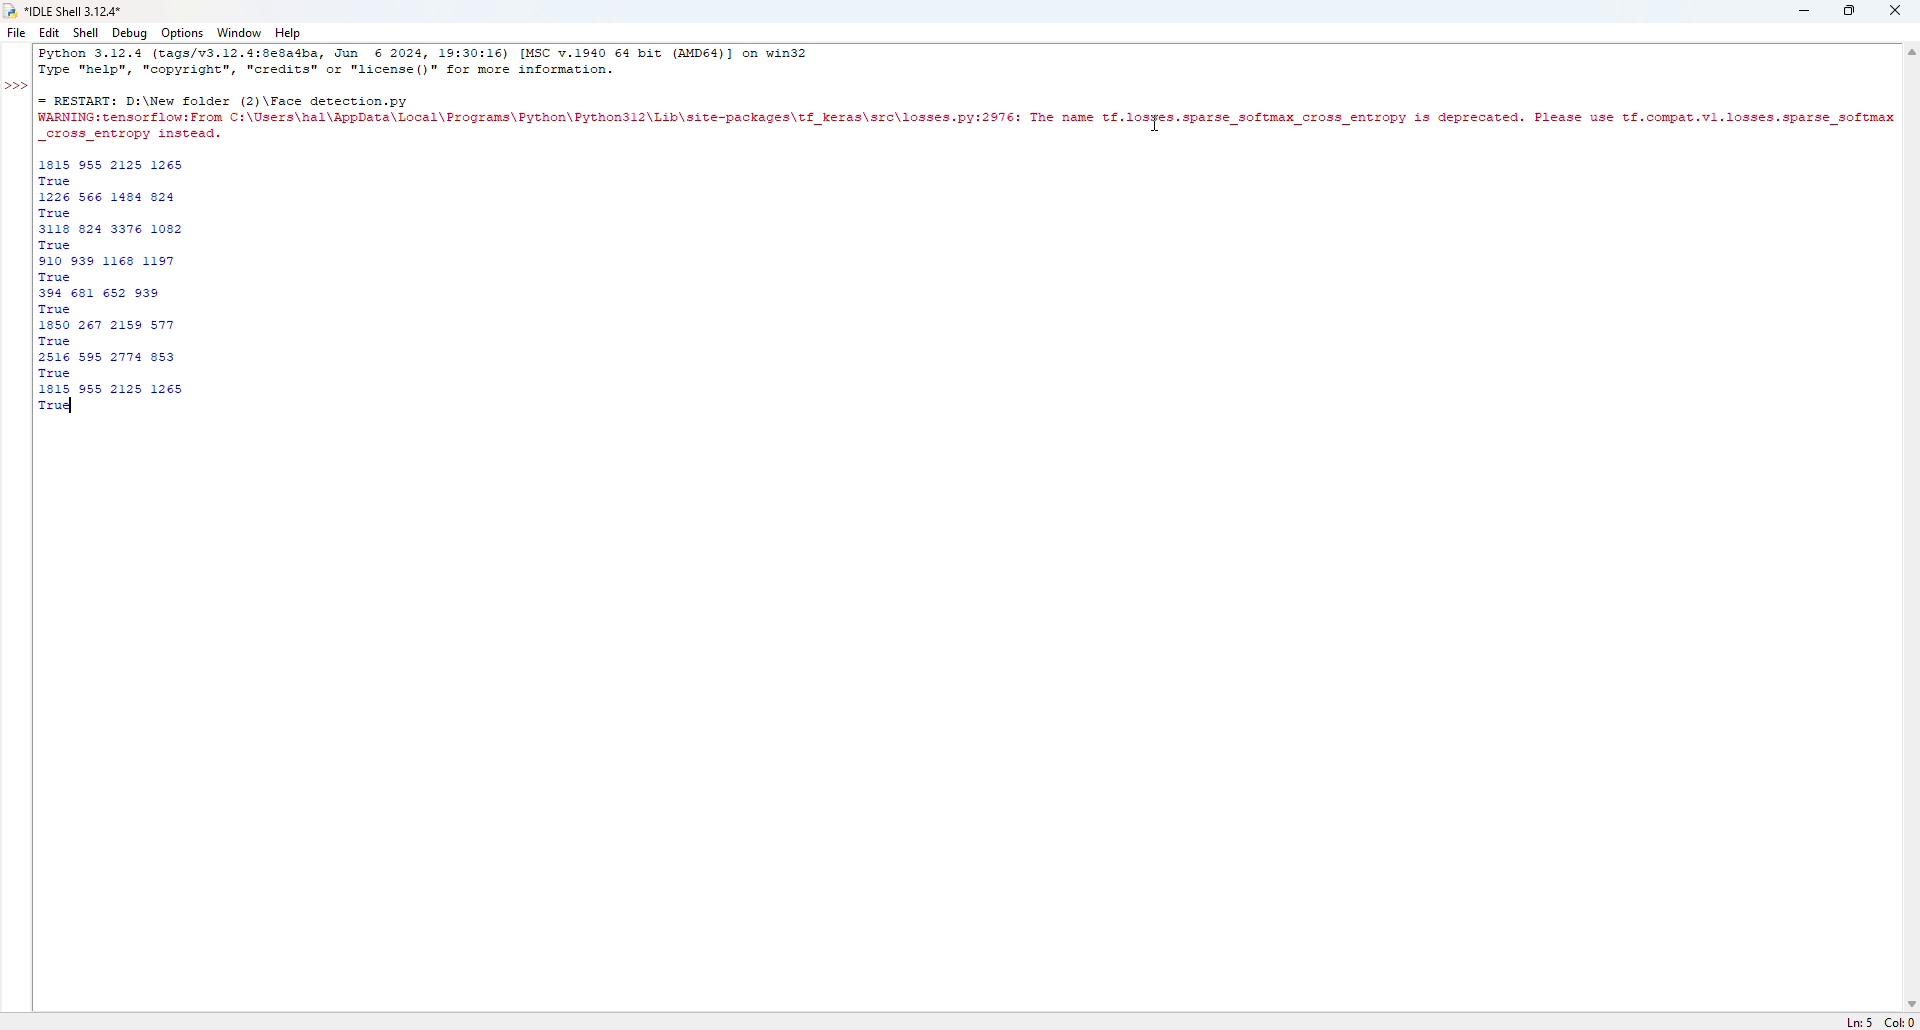 *IDLE Shell 3.12.4*
File Edit Shell Debug Options Window Help
Python 3.12.4 (tags/v3.12.4:8e8a4ba, Jun  6 2024, 19:30:16) [MSC v.1940 64 bit (AMD64)] on win32
Type "help", "copyright", "credits" or "license()" for more information.
>>>
= RESTART: D:\New folder (2)\Face detection.py
WARNING:tensorflow:From C:\Users\hal\AppData\Local\Programs\Python\Python312\Lib\site-packages\tf_keras\src\losses.py:2976: The name tf.losses.sparse_softmax_cross_entropy is deprecated. Please use tf.compat.v1.losses.sparse_softmax
_cross_entropy instead.
1815 955 2125 1265
True
1226 566 1484 824
True
3118 824 3376 1082
True
910 939 1168 1197
True
394 681 652 939
True
1850 267 2159 577
True
2516 595 2774 853
True
1815 955 2125 1265
True
Ln: 5 Col: 0